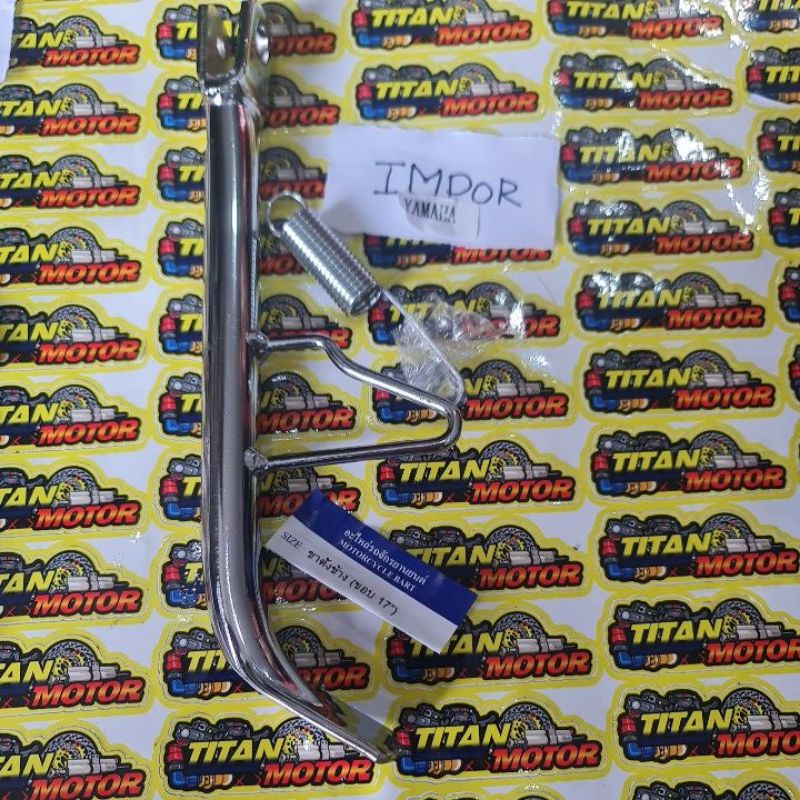 TITAN
MOTOR
IMDOR
YAMAHA
อะไหล่รถจักรยานยนต์
MOTORCYCLE BART
SIZE ขาตั้งข้าง (ขอบ 17")